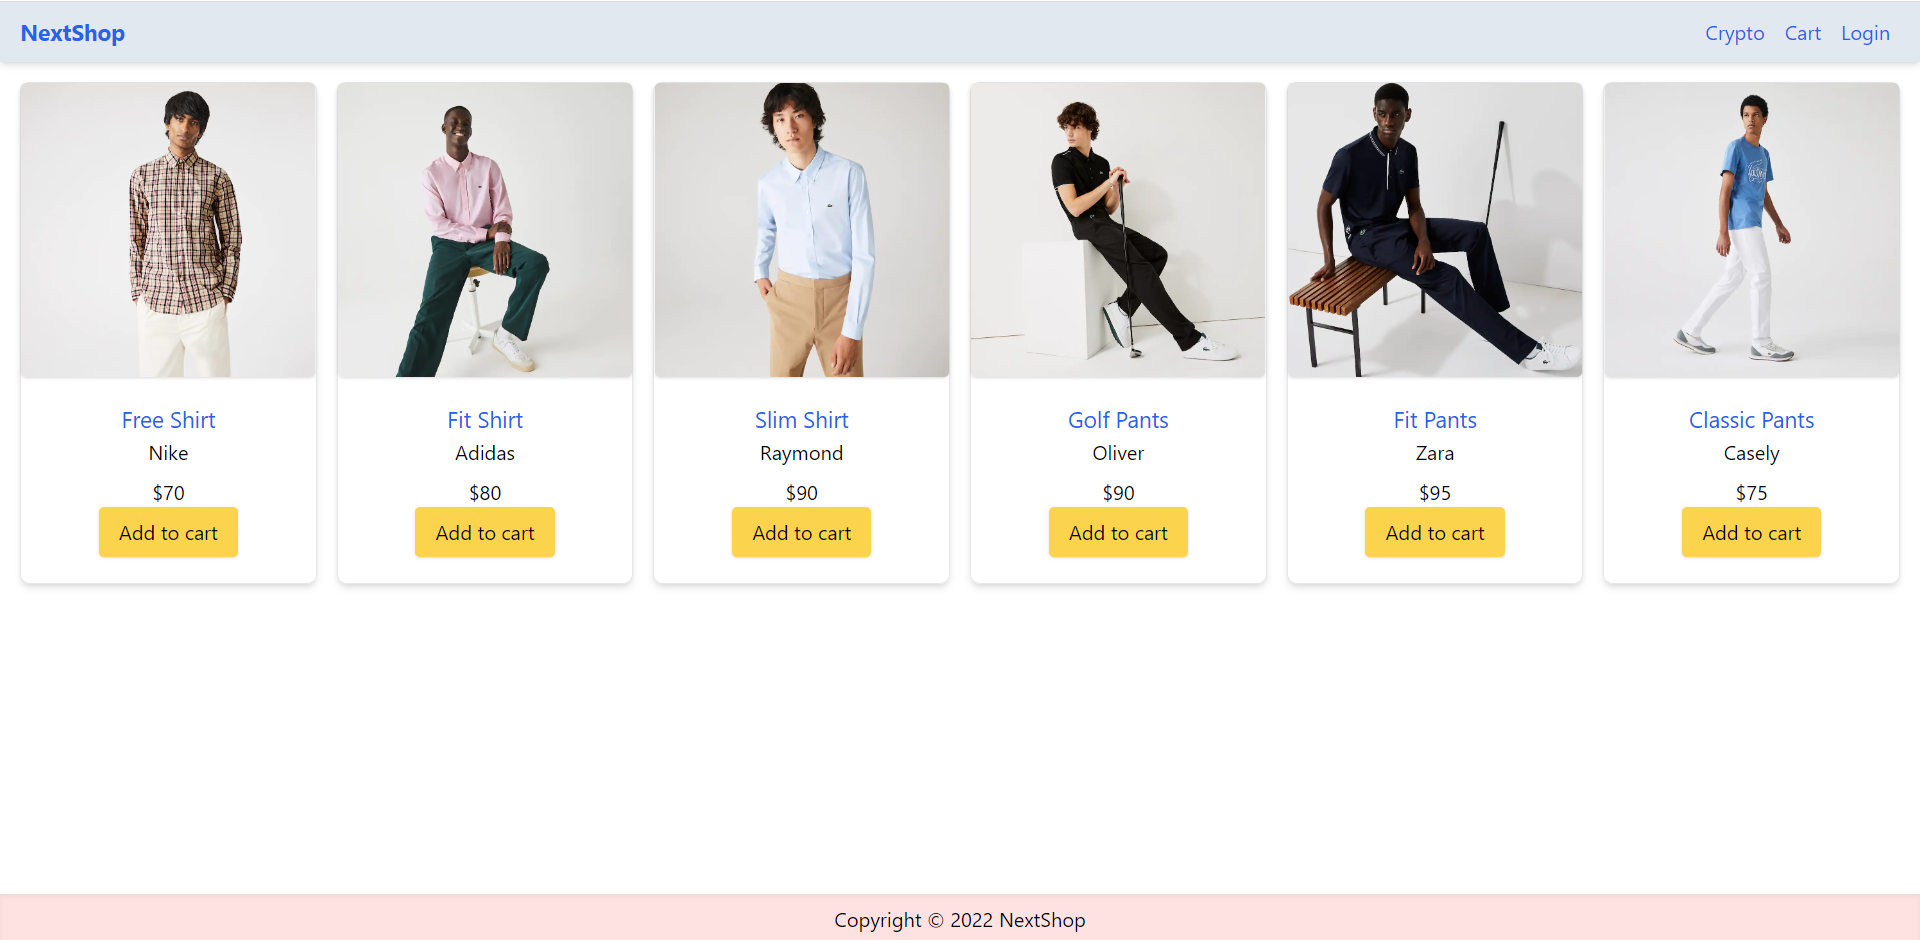 NextShop
Crypto Cart Login
Free Shirt
Nike
$70
Add to cart
Fit Shirt
Adidas
$80
Add to cart
Slim Shirt
Raymond
$90
Add to cart
Golf Pants
Oliver
$90
Add to cart
Fit Pants
Zara
$95
Add to cart
Classic Pants
Casely
$75
Add to cart
Copyright © 2022 NextShop